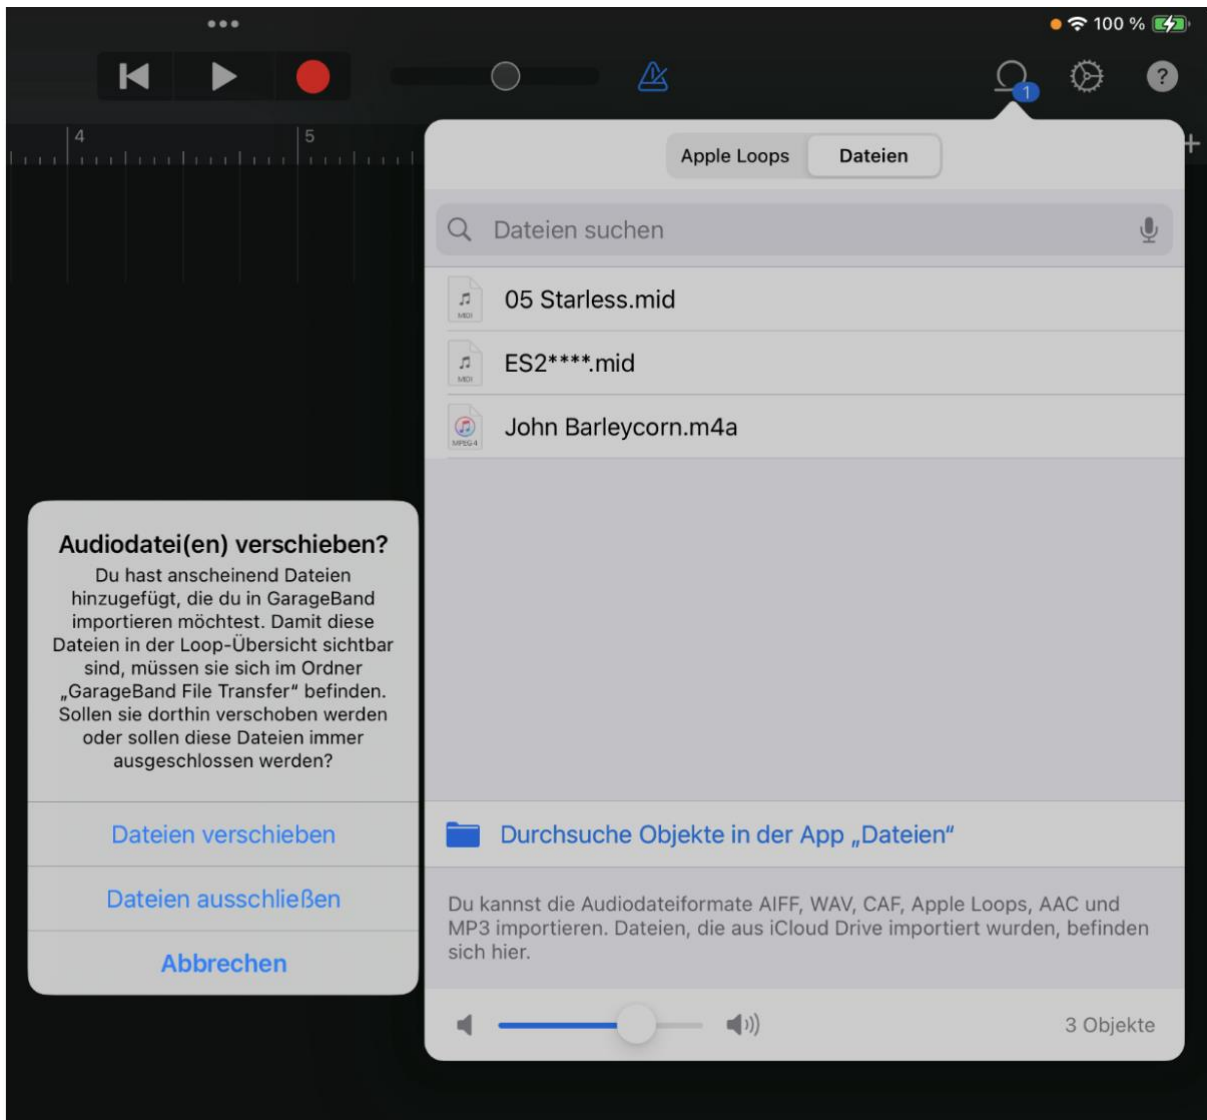 100 %
1
?
4
5
Apple Loops
Dateien
Dateien suchen
MIDI
05 Starless.mid
MIDI
ES2****.mid
MPEG4
John Barleycorn.m4a
Audiodatei(en) verschieben?
Du hast anscheinend Dateien
hinzugefügt, die du in GarageBand
importieren möchtest. Damit diese
Dateien in der Loop-Übersicht sichtbar
sind, müssen sie sich im Ordner
„GarageBand File Transfer“ befinden.
Sollen sie dorthin verschoben werden
oder sollen diese Dateien immer
ausgeschlossen werden?
Dateien verschieben
Dateien ausschließen
Abbrechen
Durchsuche Objekte in der App „Dateien“
Du kannst die Audiodateiformate AIFF, WAV, CAF, Apple Loops, AAC und
MP3 importieren. Dateien, die aus iCloud Drive importiert wurden, befinden
sich hier.
3 Objekte